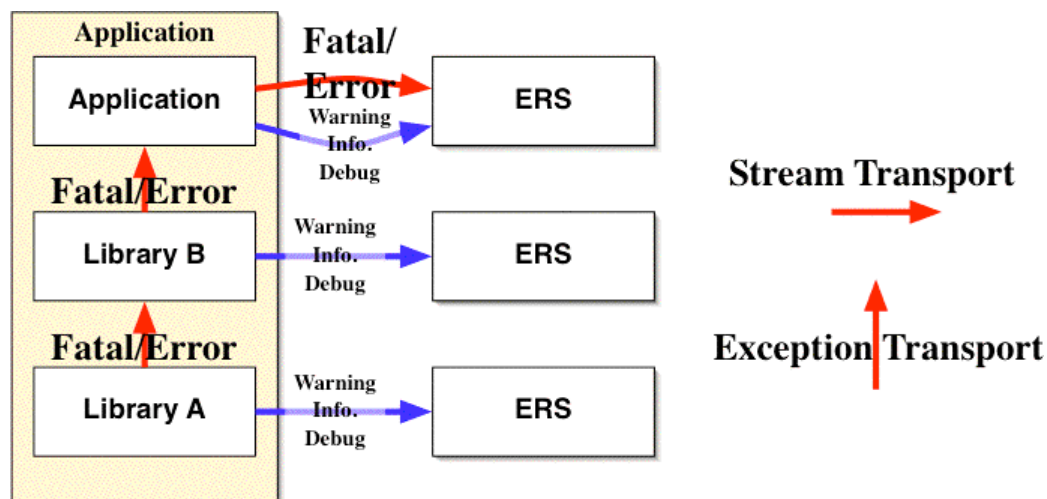 Application
Fatal/
Error
Application
ERS
Warning
Info.
Debug
Stream Transport
Fatal/Error
Library B
Warning
Info.
Debug
ERS
Exception Transport
Fatal/Error
Library A
Warning
Info.
Debug
ERS